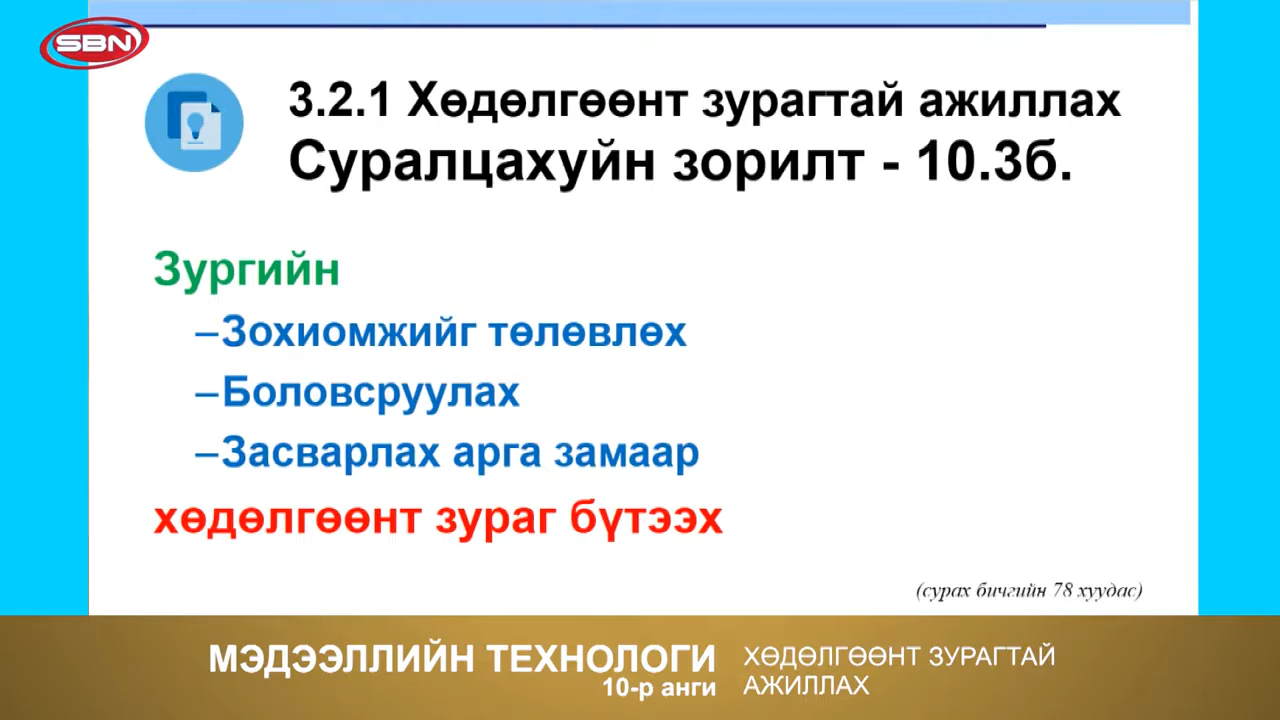 SBN
3.2.1 Хөдөлгөөнт зурагтай ажиллах
Суралцахуйн зорилт - 10.3б.
Зургийн
–Зохиомжийг төлөвлөх
–Боловсруулах
–Засварлах арга замаар
хөдөлгөөнт зураг бүтээх
(сурах бичгийн 78 хуудас)
МЭДЭЭЛЛИЙН ТЕХНОЛОГИ
10-р анги
ХӨДӨЛГӨӨНТ ЗУРАГТАЙ
АЖИЛЛАХ